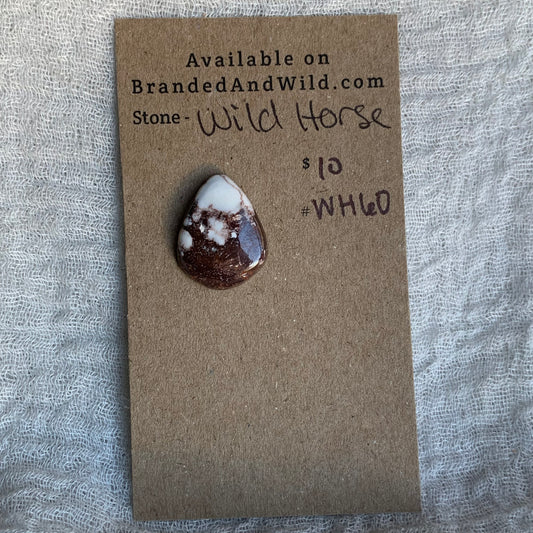 Available on
BrandedAndWild.com
Stone - Wild Horse
$ 10
# WH60